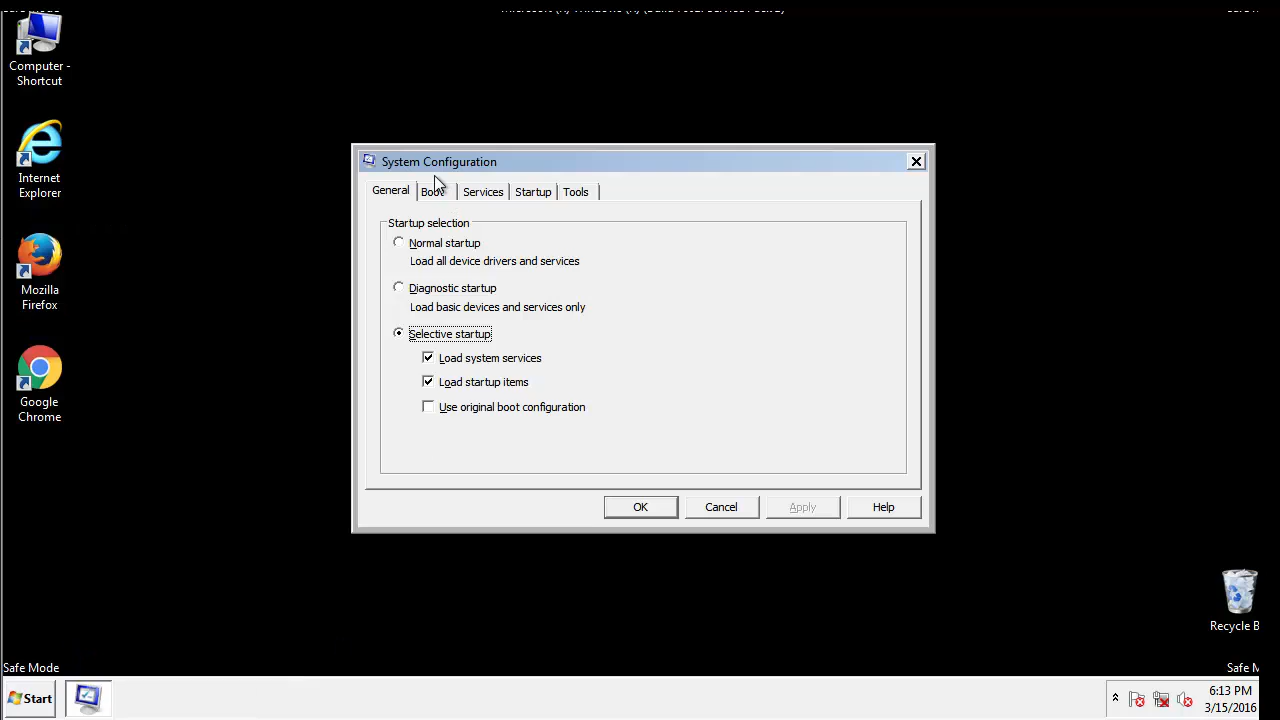 Safe Mode
Computer -
Shortcut
Internet
Explorer
Mozilla
Firefox
Google
Chrome
System Configuration
General
Boot
Services
Startup
Tools
Startup selection
Normal startup
Load all device drivers and services
Diagnostic startup
Load basic devices and services only
Selective startup
Load system services
Load startup items
Use original boot configuration
OK
Cancel
Apply
Help
Recycle B
Safe Mode
Safe M
Start
6:13 PM
3/15/2016